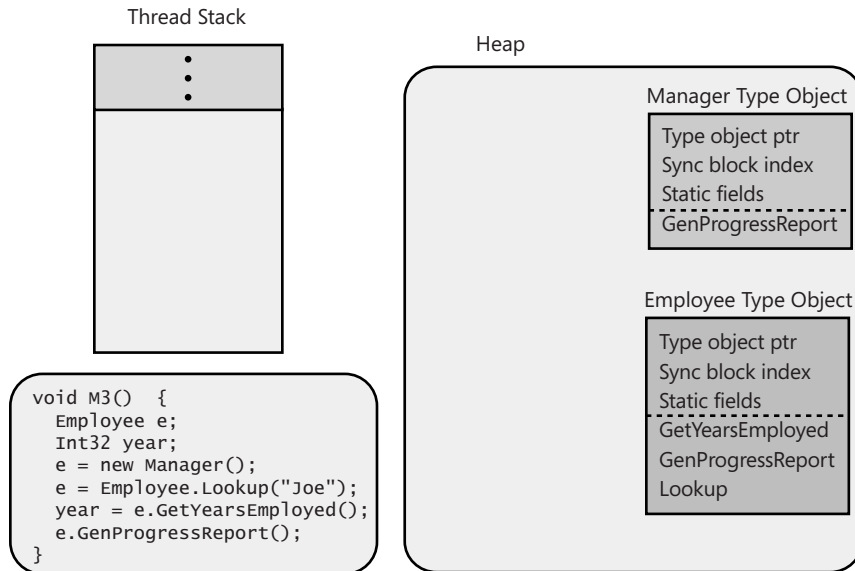 Thread Stack
Heap
Manager Type Object
Type object ptr
Sync block index
Static fields
GenProgressReport
Employee Type Object
Type object ptr
Sync block index
Static fields
GetYearsEmployed
GenProgressReport
Lookup
void M3()  {
  Employee e;
  Int32 year;
  e = new Manager();
  e = Employee.Lookup("Joe");
  year = e.GetYearsEmployed();
  e.GenProgressReport();
}